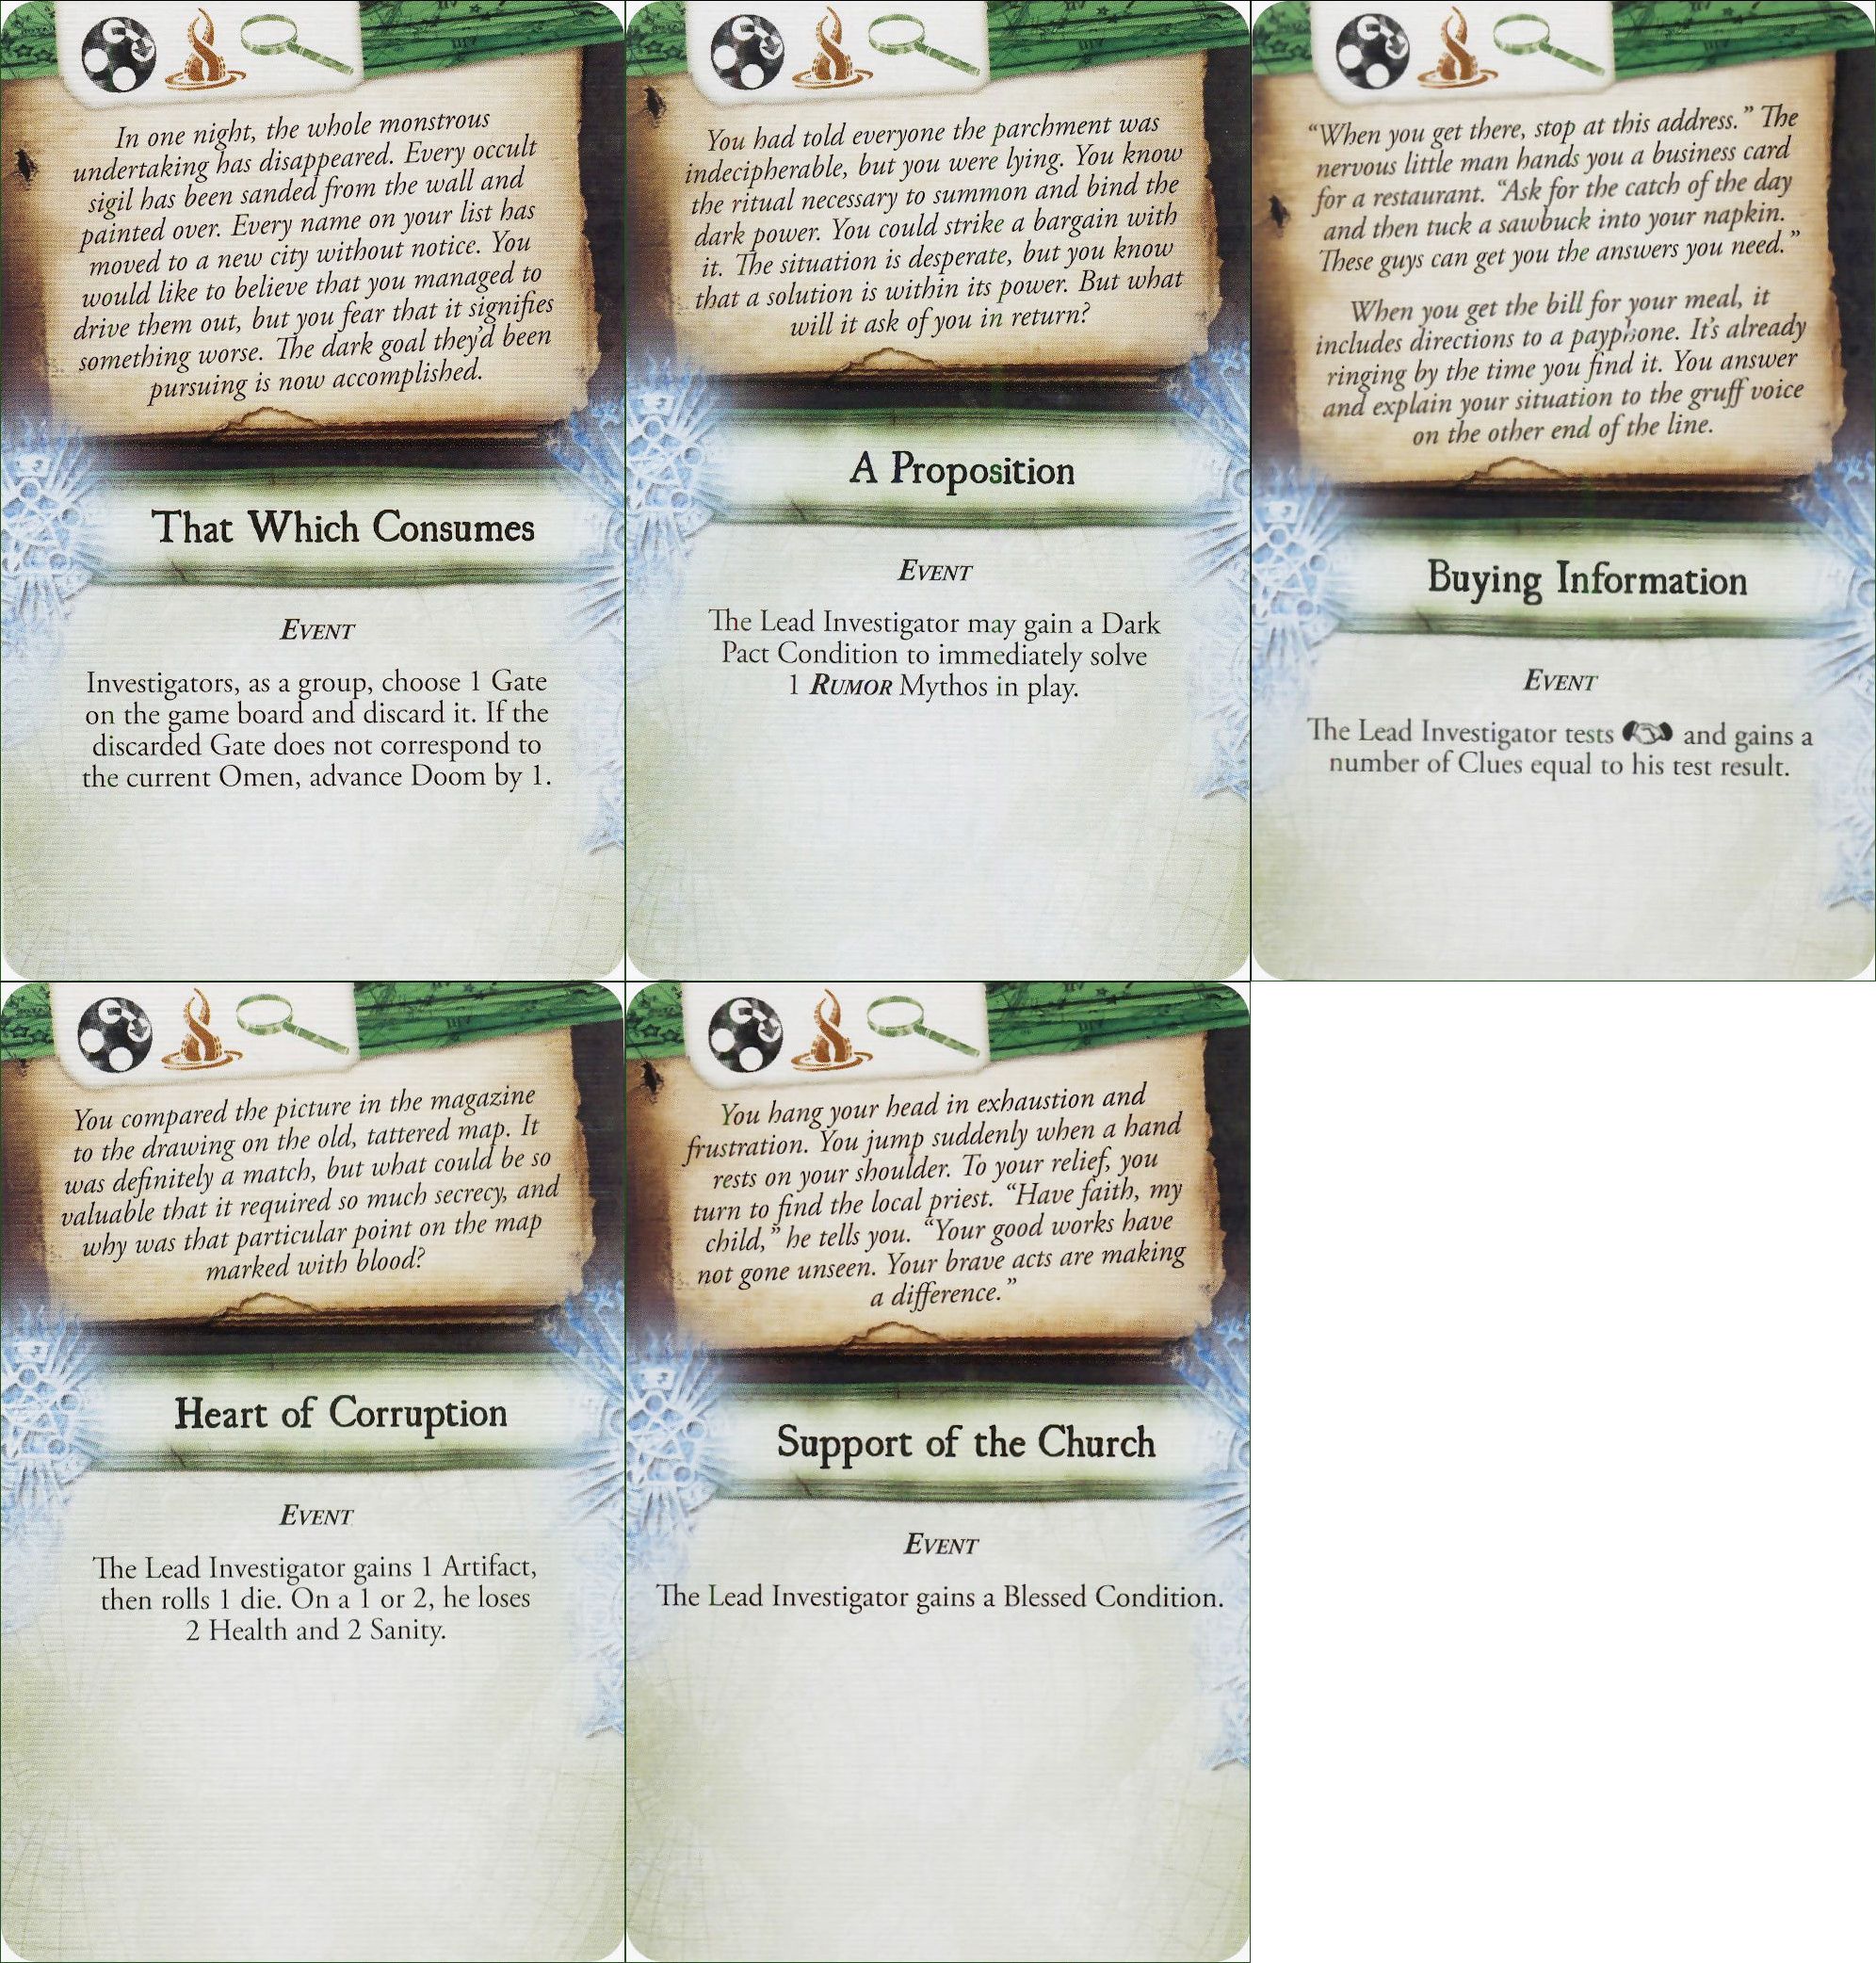 In one night, the whole monstrous
undertaking has disappeared. Every occult
sigil has been sanded from the wall and
painted over. Every name on your list has
moved to a new city without notice. You
would like to believe that you managed to
drive them out, but you fear that it signifies
something worse. The dark goal they'd been
pursuing is now accomplished.
That Which Consumes
Event
Investigators, as a group, choose 1 Gate
on the game board and discard it. If the
discarded Gate does not correspond to
the current Omen, advance Doom by 1.
You had told everyone the parchment was
indecipherable, but you were lying. You know
the ritual necessary to summon and bind the
dark power. You could strike a bargain with
it. The situation is desperate, but you know
that a solution is within its power. But what
will it ask of you in return?
A Proposition
Event
The Lead Investigator may gain a Dark
Pact Condition to immediately solve
1 Rumor Mythos in play.
“When you get there, stop at this address.” The
nervous little man hands you a business card
for a restaurant. “Ask for the catch of the day
and then tuck a sawbuck into your napkin.
These guys can get you the answers you need.”
When you get the bill for your meal, it
includes directions to a payphone. It's already
ringing by the time you find it. You answer
and explain your situation to the gruff voice
on the other end of the line.
Buying Information
Event
The Lead Investigator tests and gains a
number of Clues equal to his test result.
You compared the picture in the magazine
to the drawing on the old, tattered map. It
was definitely a match, but what could be so
valuable that it required so much secrecy, and
why was that particular point on the map
marked with blood?
Heart of Corruption
Event
The Lead Investigator gains 1 Artifact,
then rolls 1 die. On a 1 or 2, he loses
2 Health and 2 Sanity.
You hang your head in exhaustion and
frustration. You jump suddenly when a hand
rests on your shoulder. To your relief, you
turn to find the local priest. “Have faith, my
child,” he tells you. “Your good works have
not gone unseen. Your brave acts are making
a difference.”
Support of the Church
Event
The Lead Investigator gains a Blessed Condition.